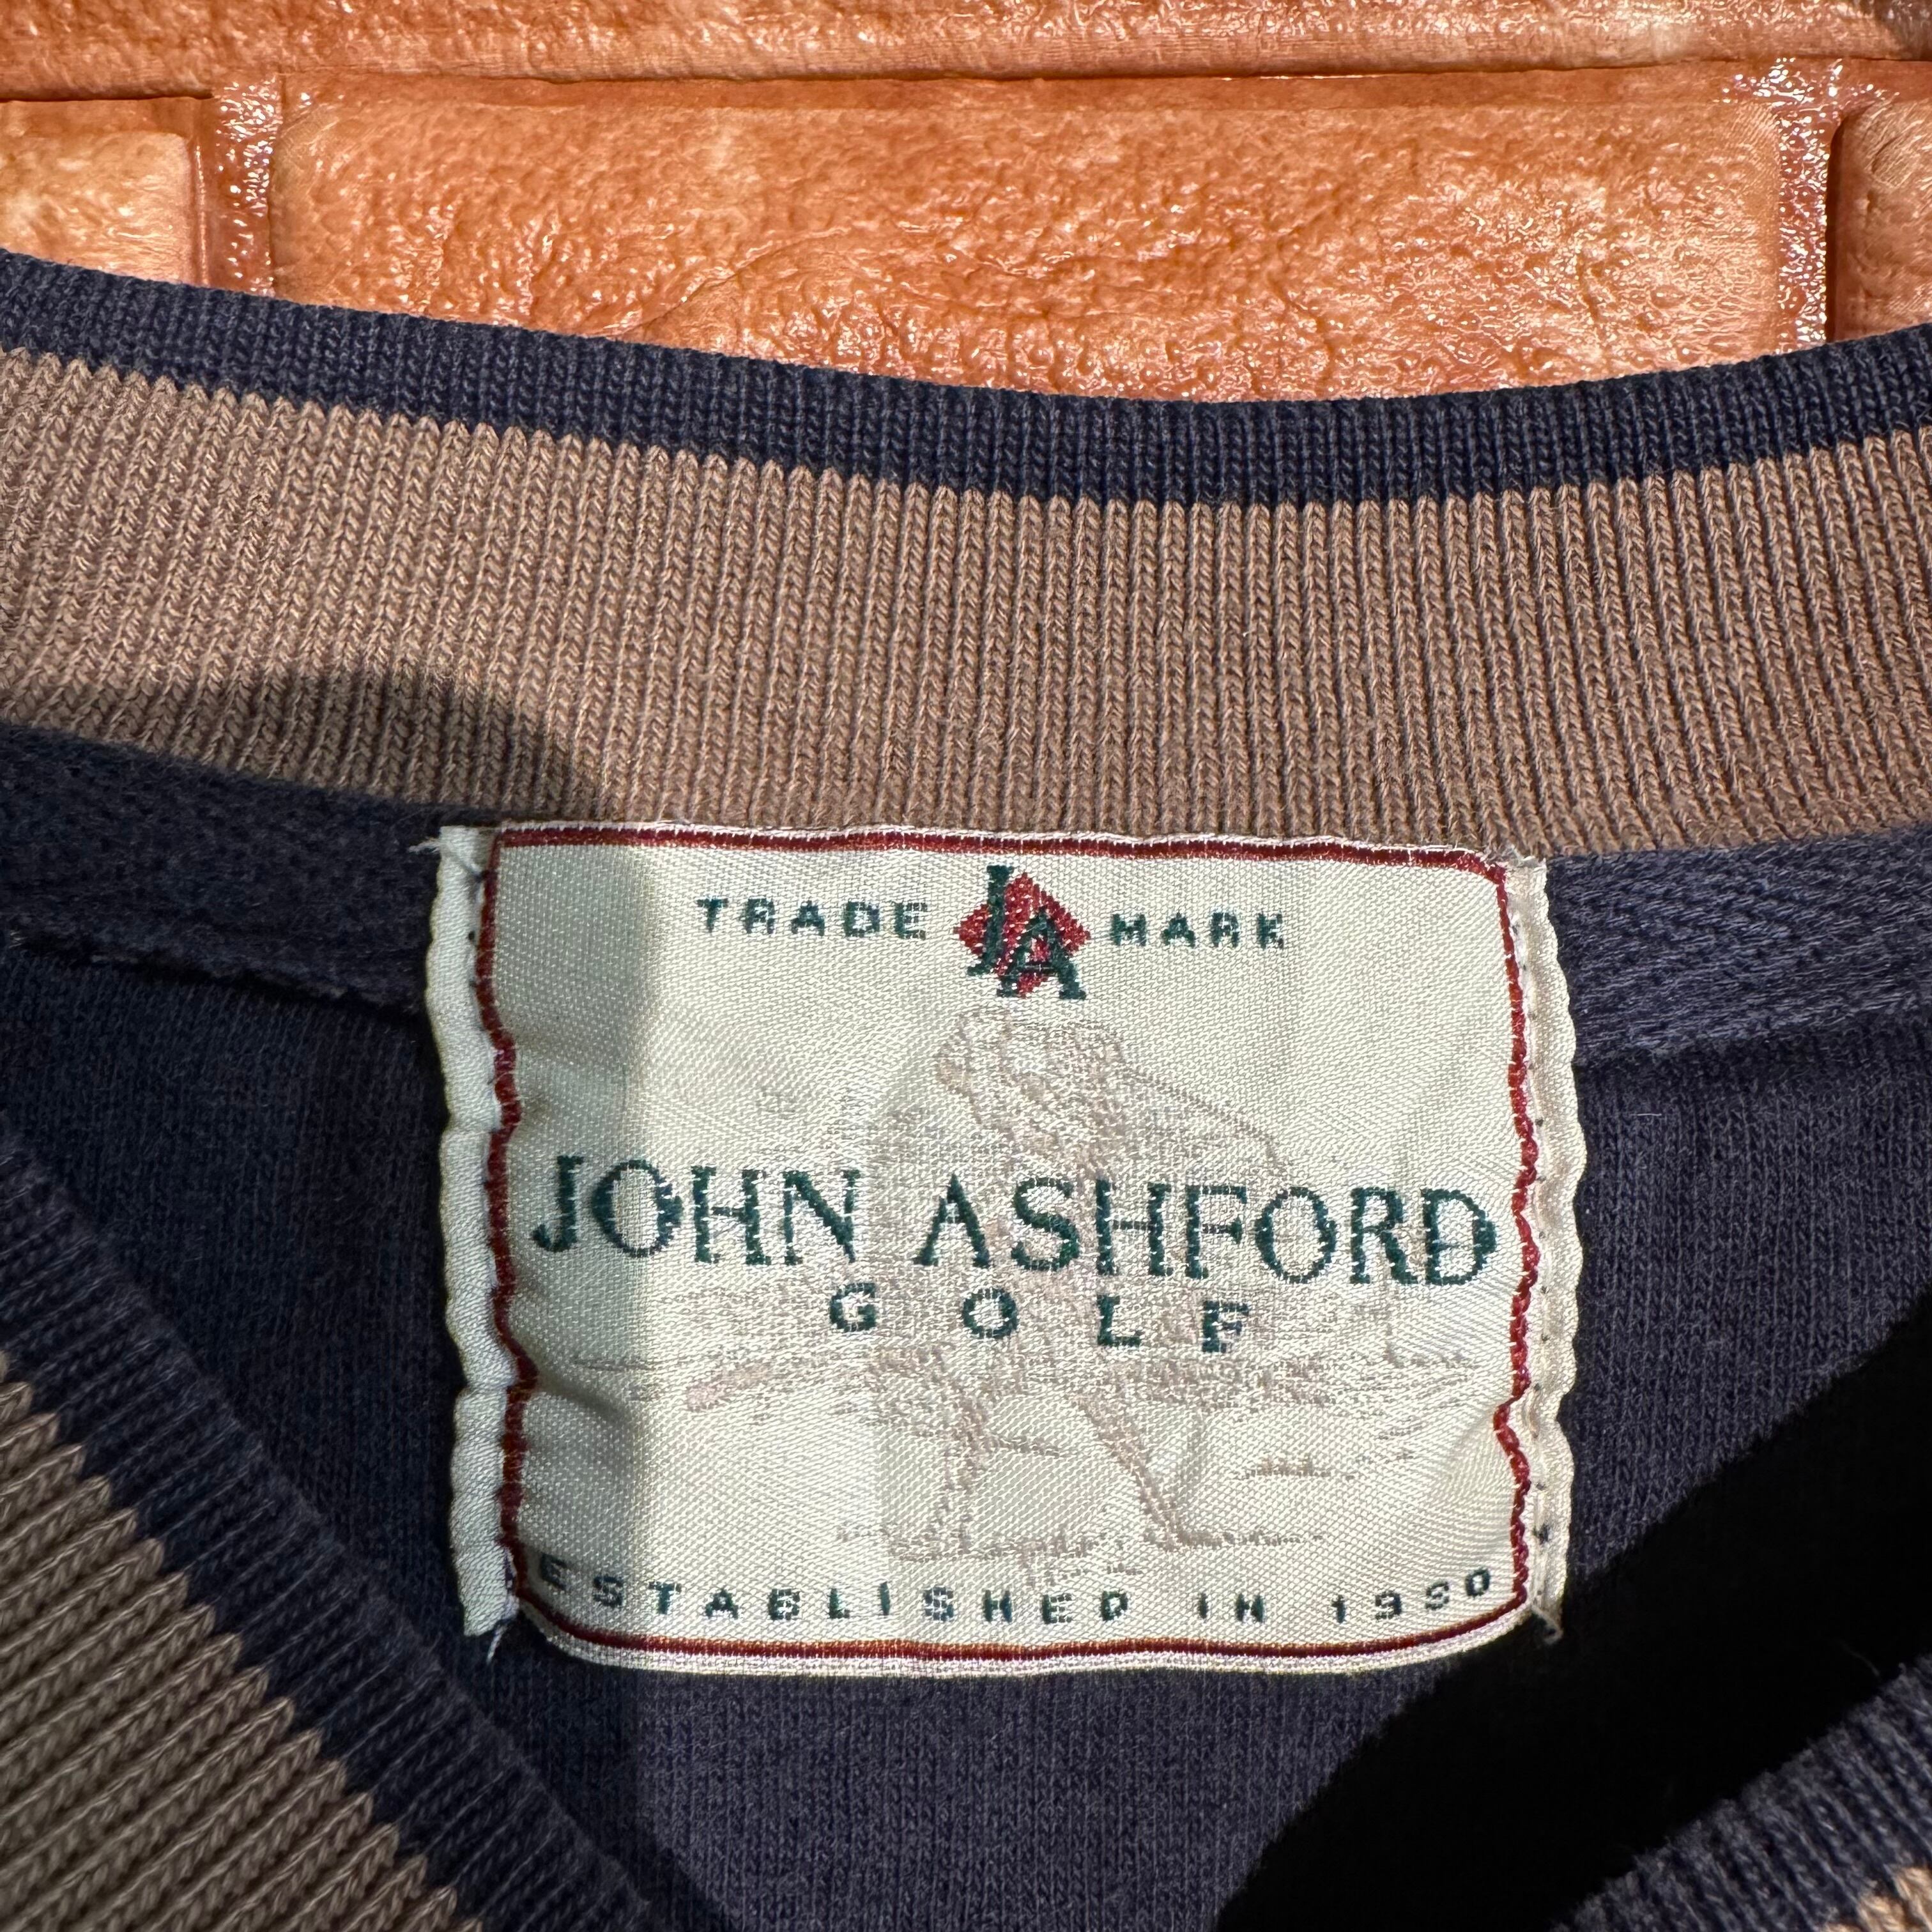 TRADE JA MARK
JOHN ASHFORD
GOLF
ESTABLISHED IN 1990